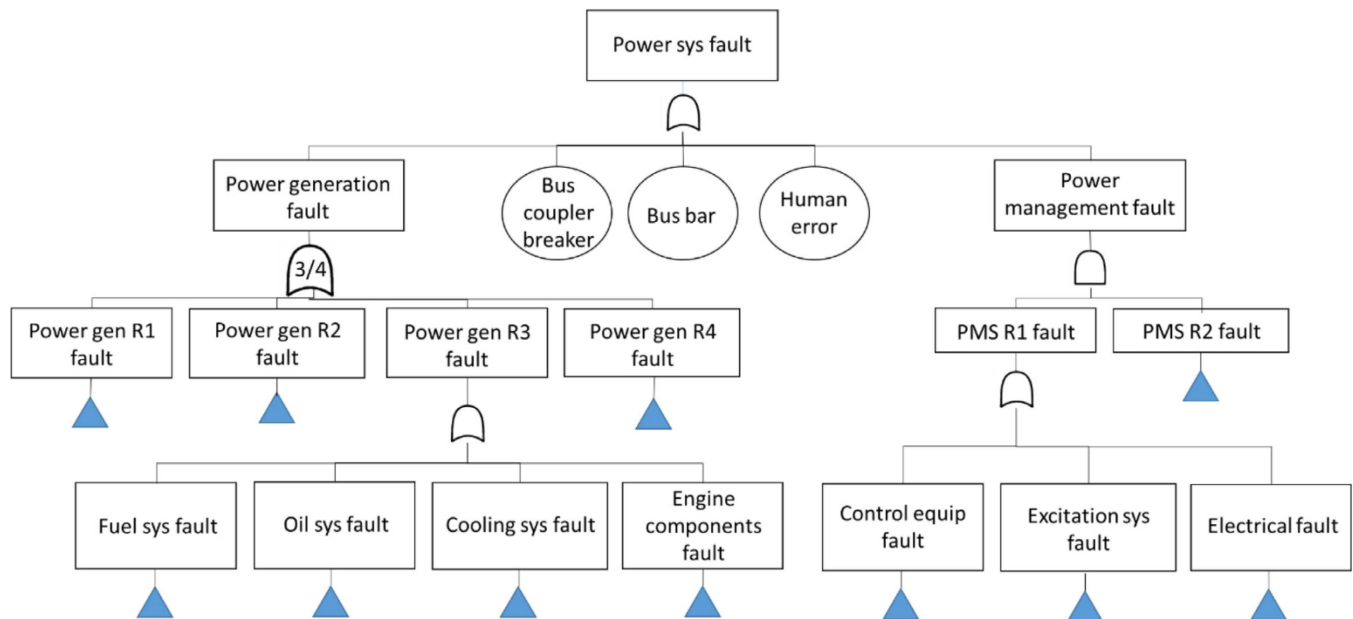 Power sys fault
Power generation
fault
Bus
coupler
breaker
Bus bar
Human
error
Power
management fault
3/4
Power gen R1
fault
Power gen R2
fault
Power gen R3
fault
Power gen R4
fault
PMS R1 fault
PMS R2 fault
Fuel sys fault
Oil sys fault
Cooling sys fault
Engine
components
fault
Control equip
fault
Excitation sys
fault
Electrical fault